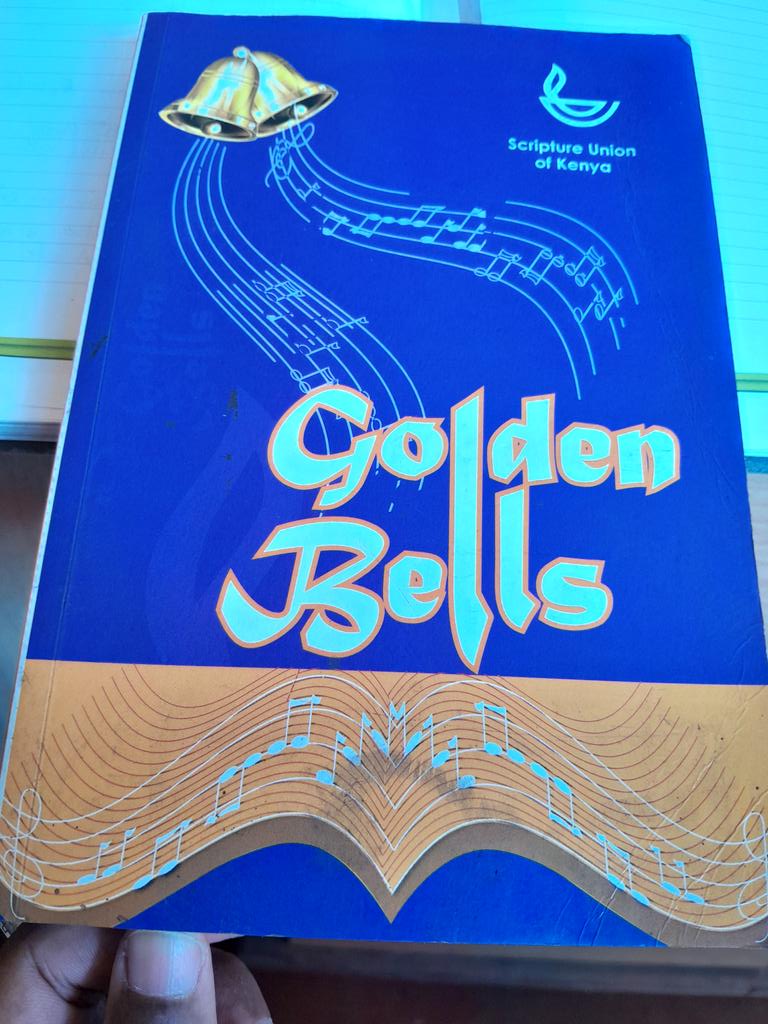 Scripture Union
of Kenya
Golden
Bells